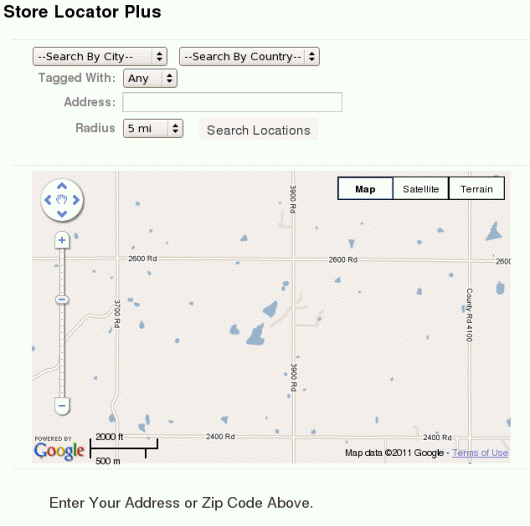 Store Locator Plus
--Search By City-- --Search By Country--
Tagged With: Any
Address:
Radius 5 mi Search Locations
Map Satellite Terrain
3900 Rd
2600 Rd 2600 Rd 2600
3700 Rd
County Rd 4100
3900 Rd
2400 Rd 2400 Rd
POWERED BY
Google
2000 ft
500 m
Map data ©2011 Google - Terms of Use
Enter Your Address or Zip Code Above.